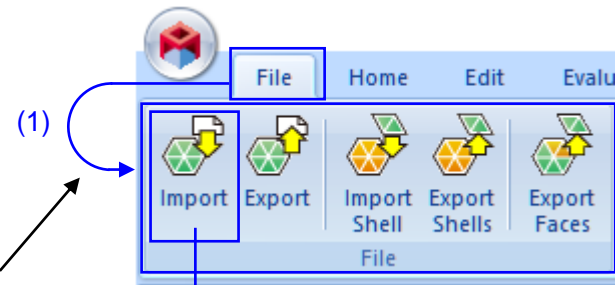 File Home Edit Evalu
(1)
Import Export Import Export Export
Shell Shells Faces
File